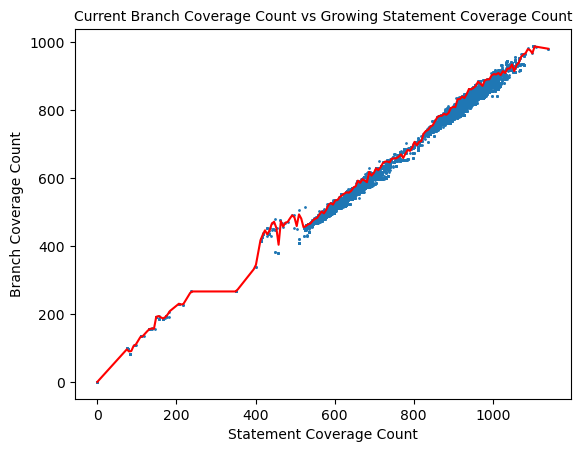 Current Branch Coverage Count vs Growing Statement Coverage Count
1000
800
600
400
200
0
Branch Coverage Count
0 200 400 600 800 1000
Statement Coverage Count